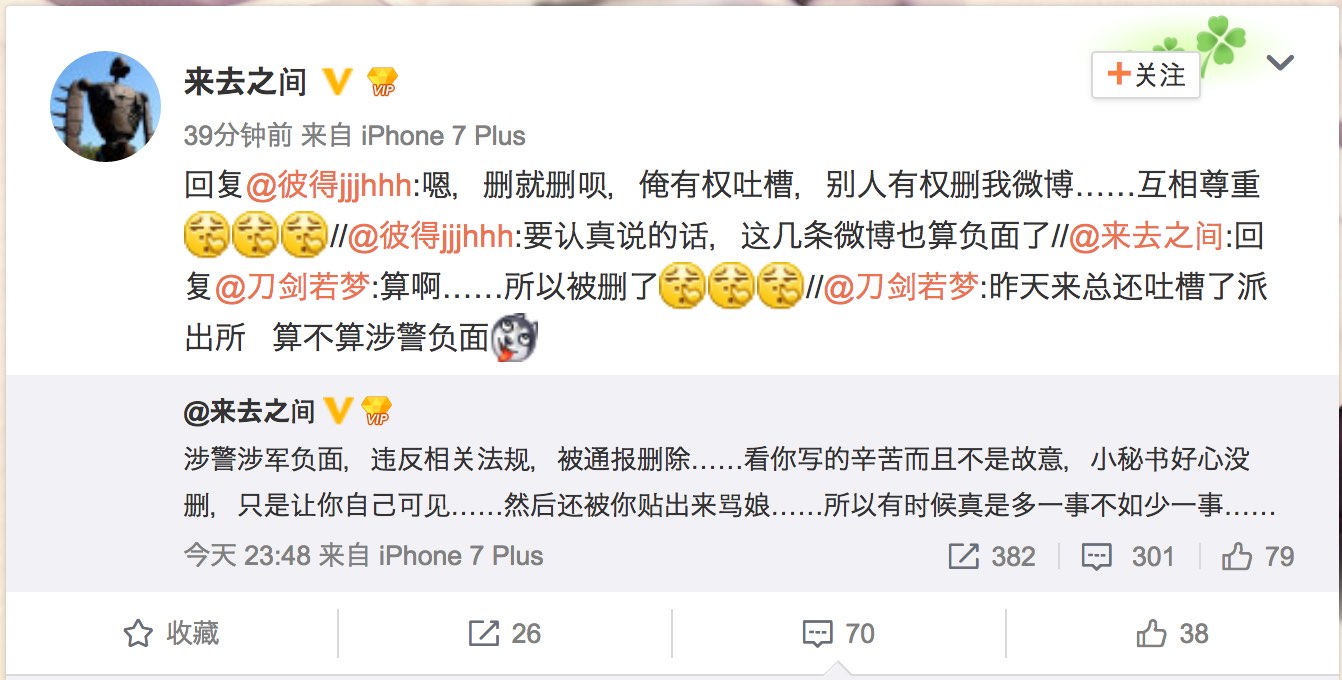 来去之间 V VIP
+关注
39分钟前 来自 iPhone 7 Plus
回复@彼得jjjhhh:嗯，删就删呗，俺有权吐槽，别人有权删我微博……互相尊重
//@彼得jjjhhh:要认真说的话，这几条微博也算负面了//@来去之间:回
复@刀剑若梦:算啊……所以被删了//@刀剑若梦:昨天来总还吐槽了派
出所 算不算涉警负面
@来去之间 V VIP
涉警涉军负面，违反相关法规，被通报删除……看你写的辛苦而且不是故意，小秘书好心没
删，只是让你自己可见……然后还被你贴出来骂娘……所以有时候真是多一事不如少一事……
今天 23:48 来自 iPhone 7 Plus
382 301 79
收藏 26 70 38